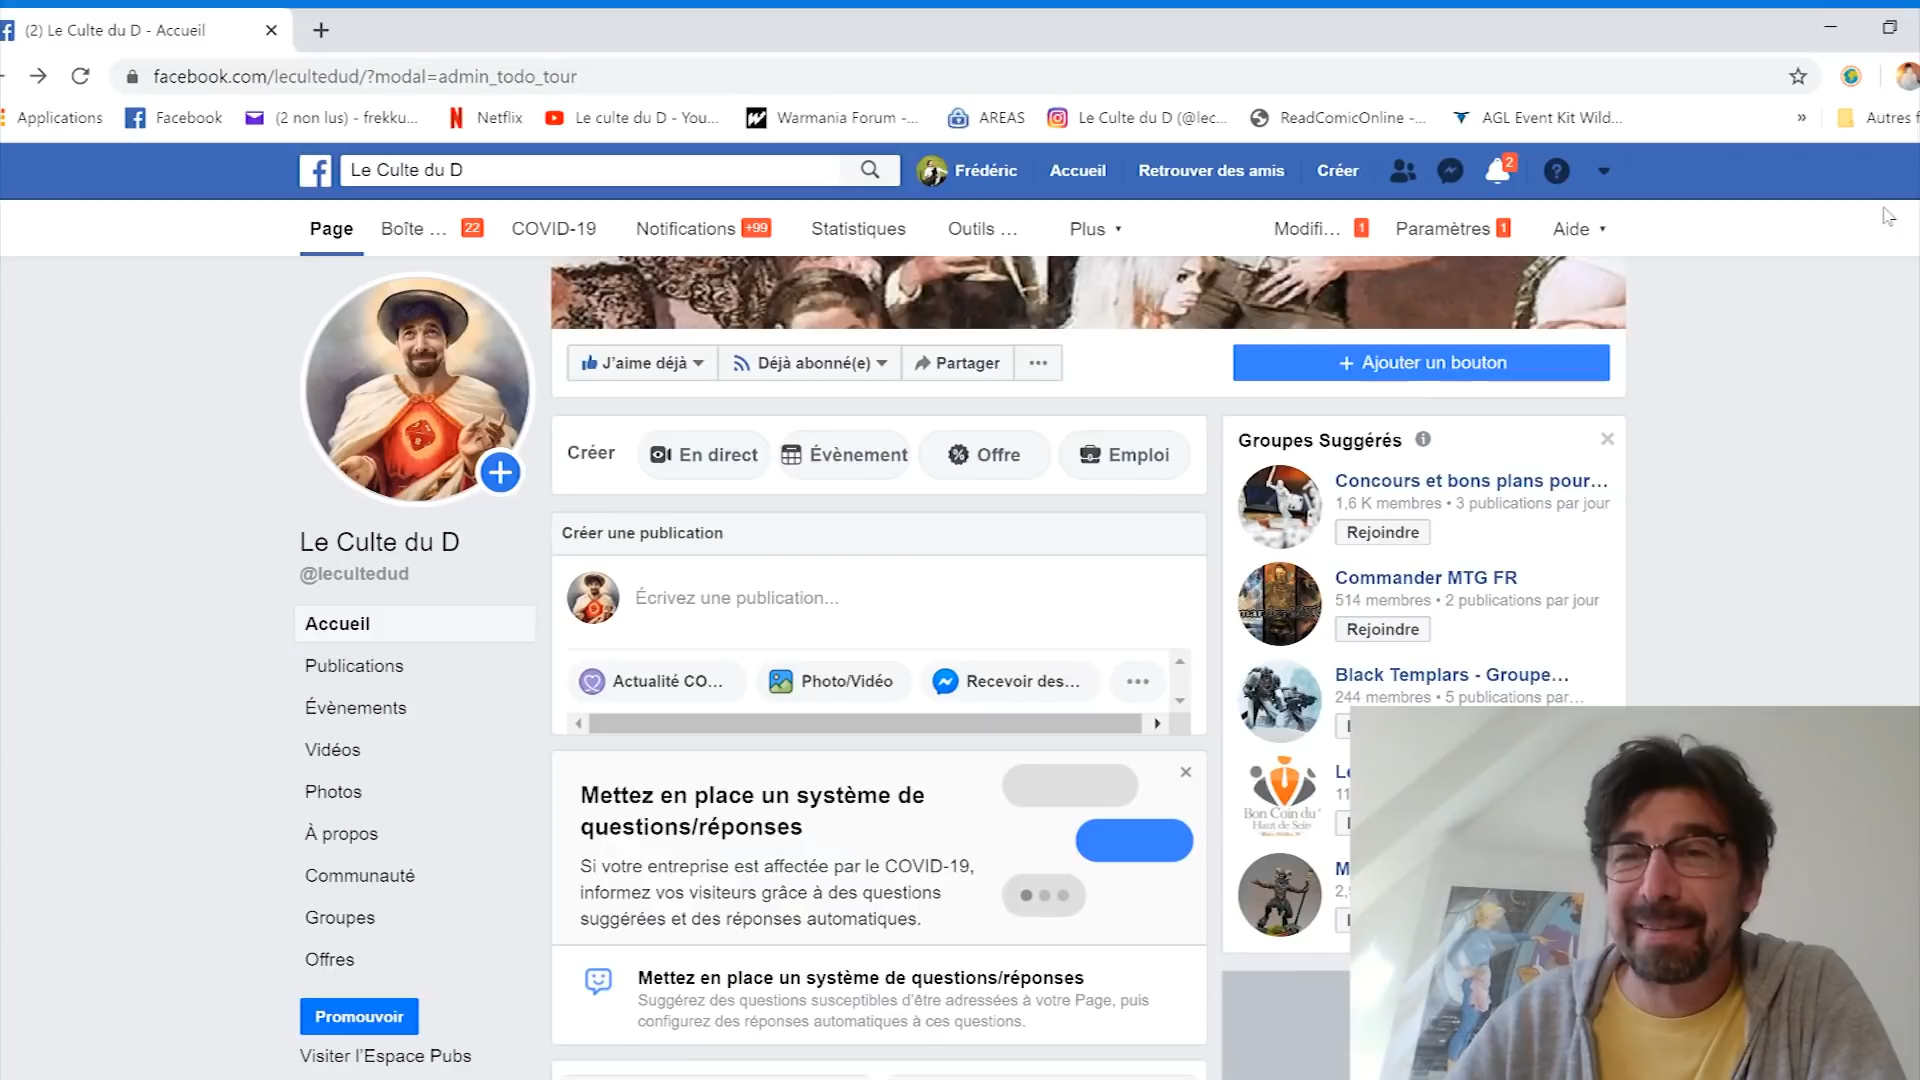 (2) Le Culte du D - Accueil
facebook.com/lecultedud/?modal=admin_todo_tour
Applications
Facebook
(2 non lus) - frekku...
Netflix
Le culte du D - You...
Warmania Forum -...
AREAS
Le Culte du D (@lec...
ReadComicOnline -...
AGL Event Kit Wild...
»
Autres f
Le Culte du D
Frédéric
Accueil
Retrouver des amis
Créer
2
Page
Boîte ... 22
COVID-19
Notifications +99
Statistiques
Outils ...
Plus
Modifi... 1
Paramètres 1
Aide
J'aime déjà
Déjà abonné(e)
Partager
+ Ajouter un bouton
Créer
En direct
Évènement
Offre
Emploi
Groupes Suggérés
Concours et bons plans pour...
1,6 K membres • 3 publications par jour
Rejoindre
Commander MTG FR
514 membres • 2 publications par jour
Rejoindre
Black Templars - Groupe...
244 membres • 5 publications par...
Bon Coin du
Haut de Sein
Créer une publication
Écrivez une publication...
Actualité CO...
Photo/Vidéo
Recevoir des...
Le Culte du D
@lecultedud
Accueil
Publications
Évènements
Vidéos
Photos
À propos
Communauté
Groupes
Offres
Promouvoir
Visiter l'Espace Pubs
Mettez en place un système de
questions/réponses
Si votre entreprise est affectée par le COVID-19,
informez vos visiteurs grâce à des questions
suggérées et des réponses automatiques.
Mettez en place un système de questions/réponses
Suggérez des questions susceptibles d'être adressées à votre Page, puis
configurez des réponses automatiques à ces questions.